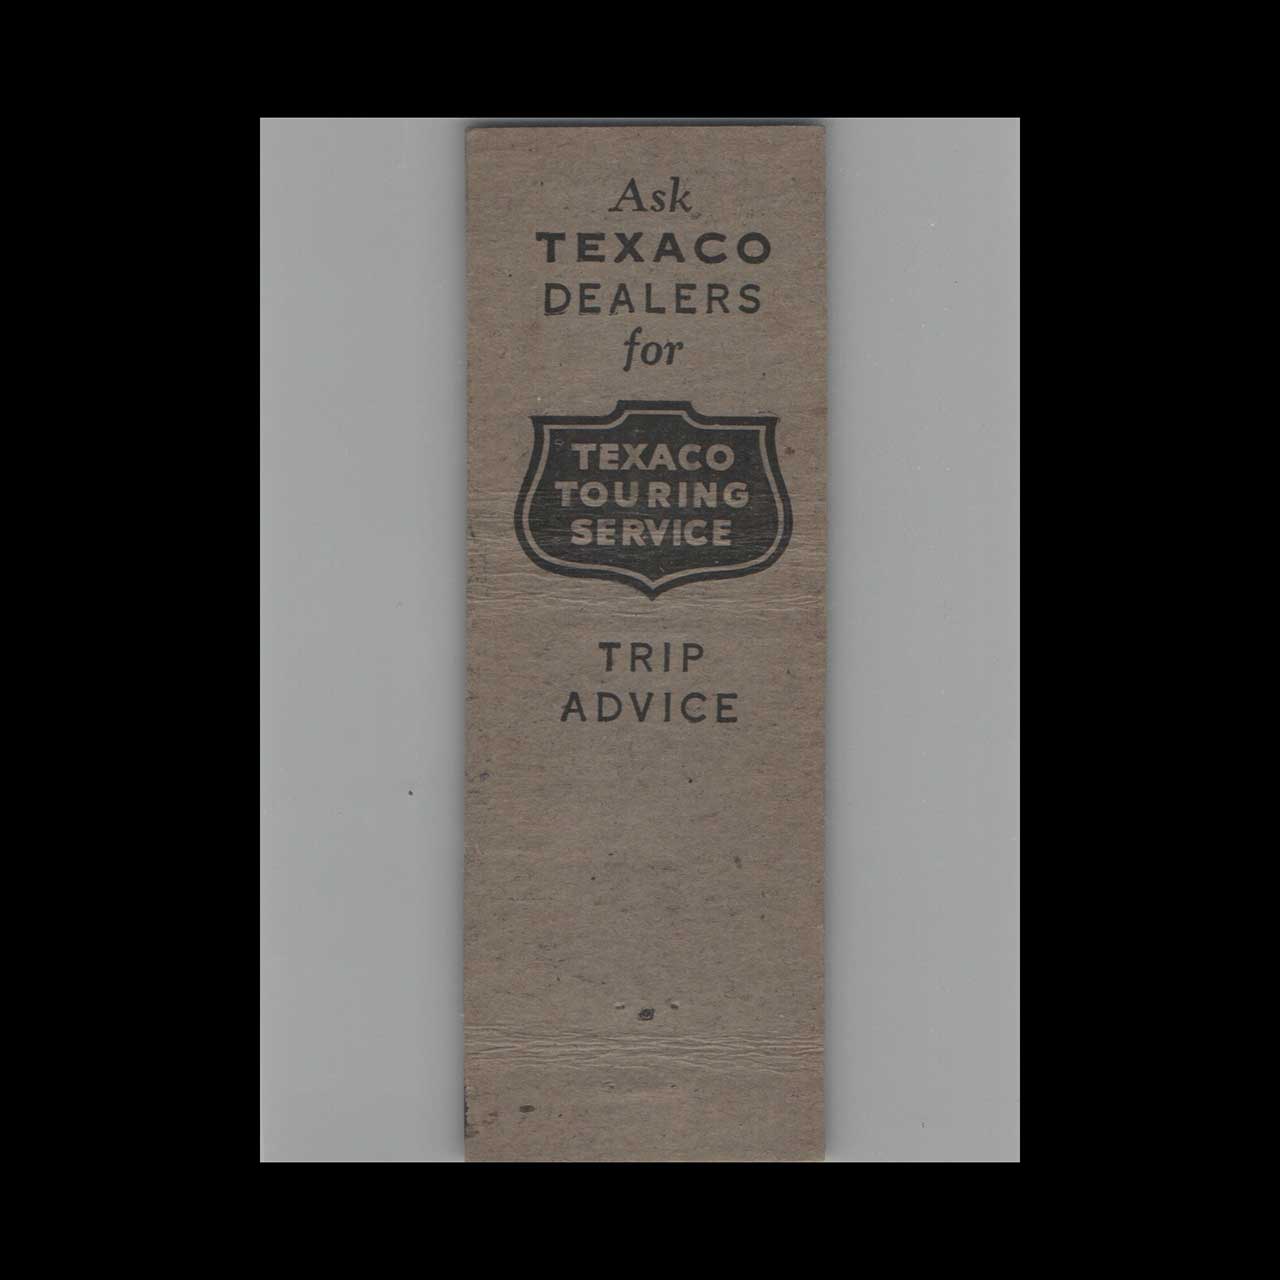 Ask
TEXACO
DEALERS
for
TEXACO
TOURING
SERVICE
TRIP
ADVICE